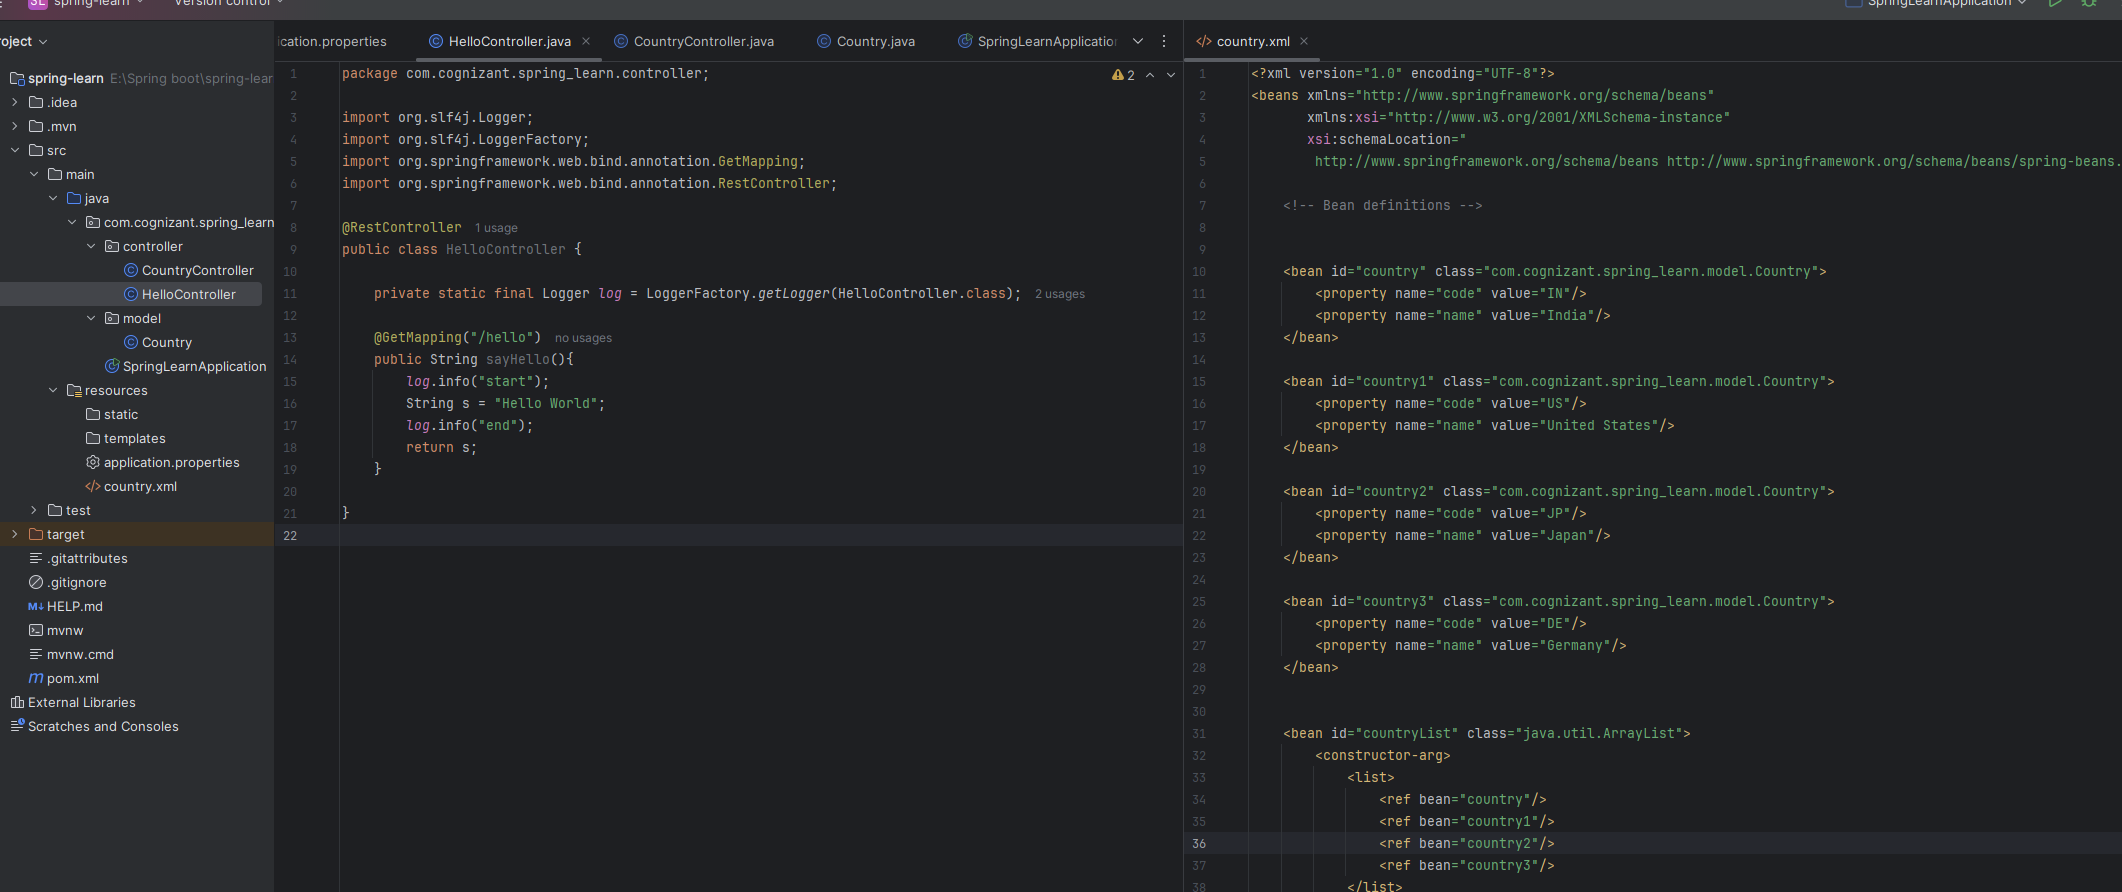 SL spring-learn Version control SpringLearnApplication
roject
spring-learn E:\Spring boot\spring-lear
.idea
.mvn
src
main
java
com.cognizant.spring_learn
controller
CountryController
HelloController
model
Country
SpringLearnApplication
resources
static
templates
application.properties
country.xml
test
target
.gitattributes
.gitignore
M↓ HELP.md
mvnw
mvnw.cmd
m pom.xml
External Libraries
Scratches and Consoles
ication.properties HelloController.java CountryController.java Country.java SpringLearnApplicatio
2
1 package com.cognizant.spring_learn.controller;
2
3 import org.slf4j.Logger;
4 import org.slf4j.LoggerFactory;
5 import org.springframework.web.bind.annotation.GetMapping;
6 import org.springframework.web.bind.annotation.RestController;
7
8 @RestController 1 usage
9 public class HelloController {
10
11 private static final Logger log = LoggerFactory.getLogger(HelloController.class); 2 usages
12
13 @GetMapping("/hello") no usages
14 public String sayHello(){
15 log.info("start");
16 String s = "Hello World";
17 log.info("end");
18 return s;
19 }
20
21 }
22
</> country.xml
1 <?xml version="1.0" encoding="UTF-8"?>
2 <beans xmlns="http://www.springframework.org/schema/beans"
3 xmlns:xsi="http://www.w3.org/2001/XMLSchema-instance"
4 xsi:schemaLocation="
5 http://www.springframework.org/schema/beans http://www.springframework.org/schema/beans/spring-beans.
6
7 <!-- Bean definitions -->
8
9
10 <bean id="country" class="com.cognizant.spring_learn.model.Country">
11 <property name="code" value="IN"/>
12 <property name="name" value="India"/>
13 </bean>
14
15 <bean id="country1" class="com.cognizant.spring_learn.model.Country">
16 <property name="code" value="US"/>
17 <property name="name" value="United States"/>
18 </bean>
19
20 <bean id="country2" class="com.cognizant.spring_learn.model.Country">
21 <property name="code" value="JP"/>
22 <property name="name" value="Japan"/>
23 </bean>
24
25 <bean id="country3" class="com.cognizant.spring_learn.model.Country">
26 <property name="code" value="DE"/>
27 <property name="name" value="Germany"/>
28 </bean>
29
30
31 <bean id="countryList" class="java.util.ArrayList">
32 <constructor-arg>
33 <list>
34 <ref bean="country"/>
35 <ref bean="country1"/>
36 <ref bean="country2"/>
37 <ref bean="country3"/>
38 </list>